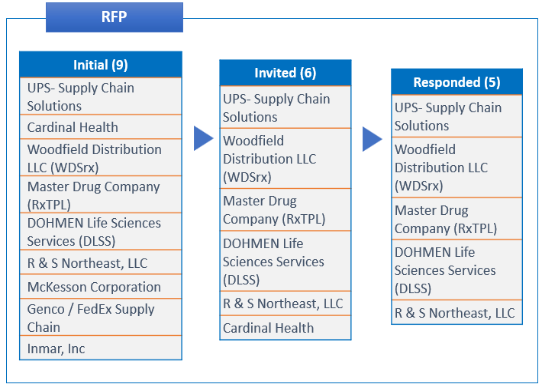 RFP
Initial (9)
UPS- Supply Chain
Solutions
Cardinal Health
Woodfield Distribution
LLC (WDSrx)
Master Drug Company
(RxTPL)
DOHMEN Life Sciences
Services (DLSS)
R & S Northeast, LLC
McKesson Corporation
Genco / FedEx Supply
Chain
Inmar, Inc
Invited (6)
UPS- Supply Chain
Solutions
Woodfield
Distribution LLC
(WDSrx)
Master Drug
Company (RxTPL)
DOHMEN Life
Sciences Services
(DLSS)
R & S Northeast, LLC
Cardinal Health
Responded (5)
UPS- Supply Chain
Solutions
Woodfield
Distribution LLC
(WDSrx)
Master Drug
Company (RxTPL)
DOHMEN Life
Sciences Services
(DLSS)
R & S Northeast, LLC